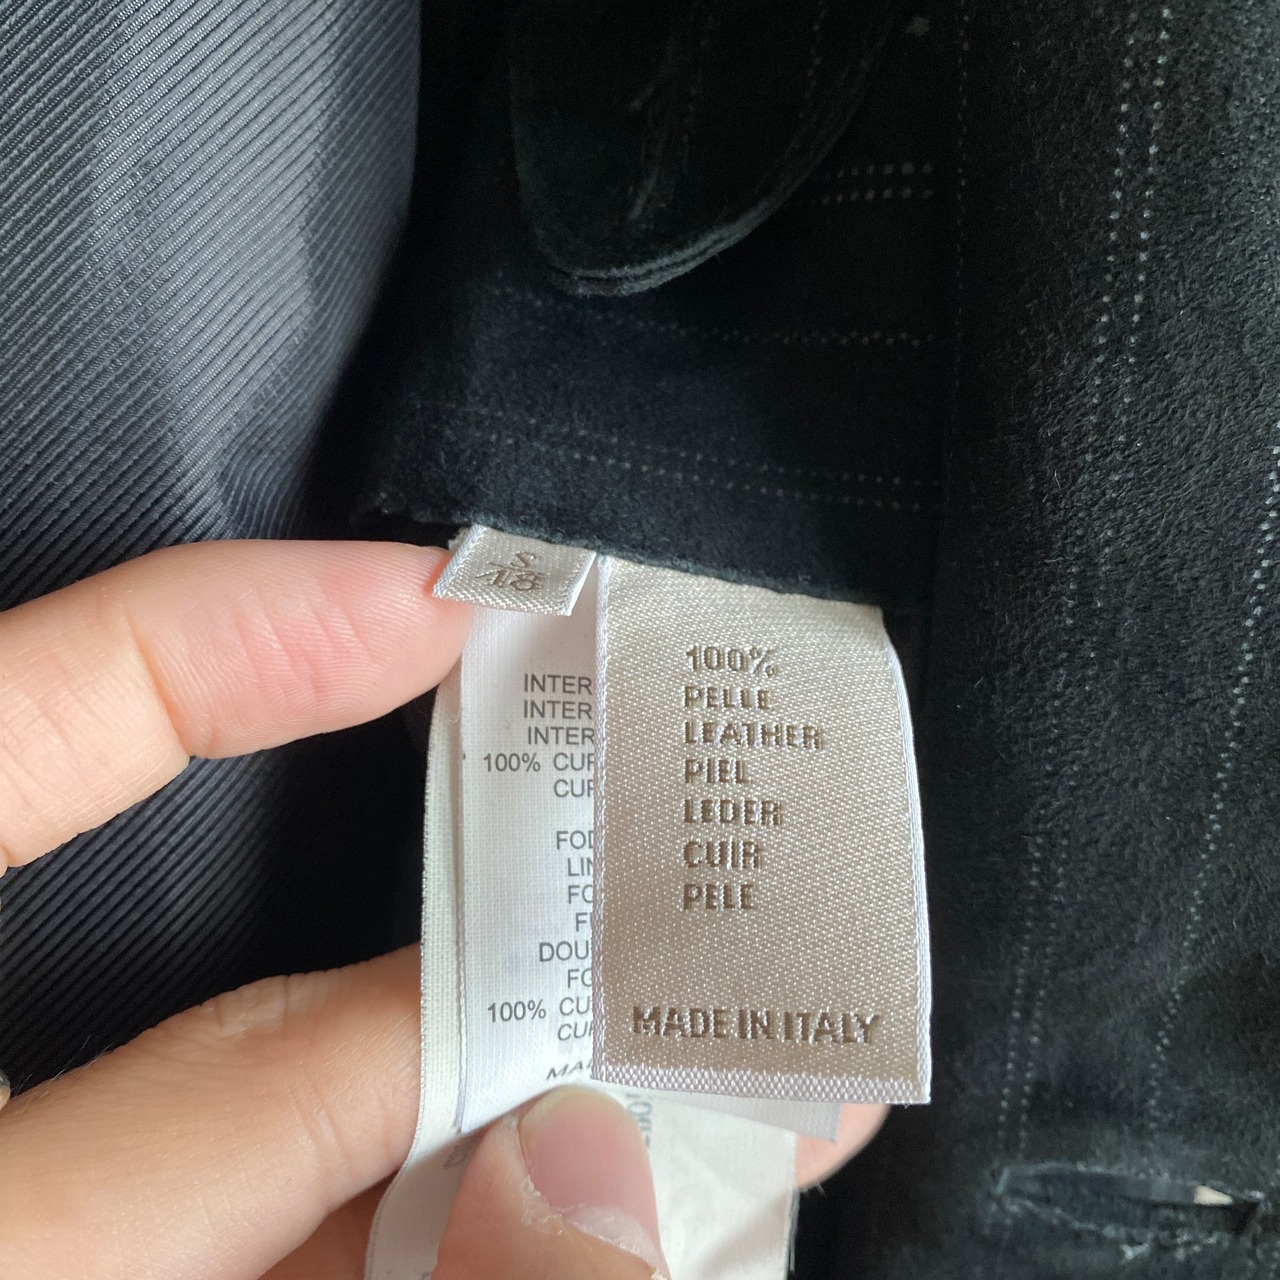 S
48
100%
PELLE
LEATHER
PIEL
LEDER
CUIR
PELE
MADE IN ITALY
INTER
INTER
INTER
100% CUP
CUP
FOD
LIN
FO
DOU
FO
100% CU
MA